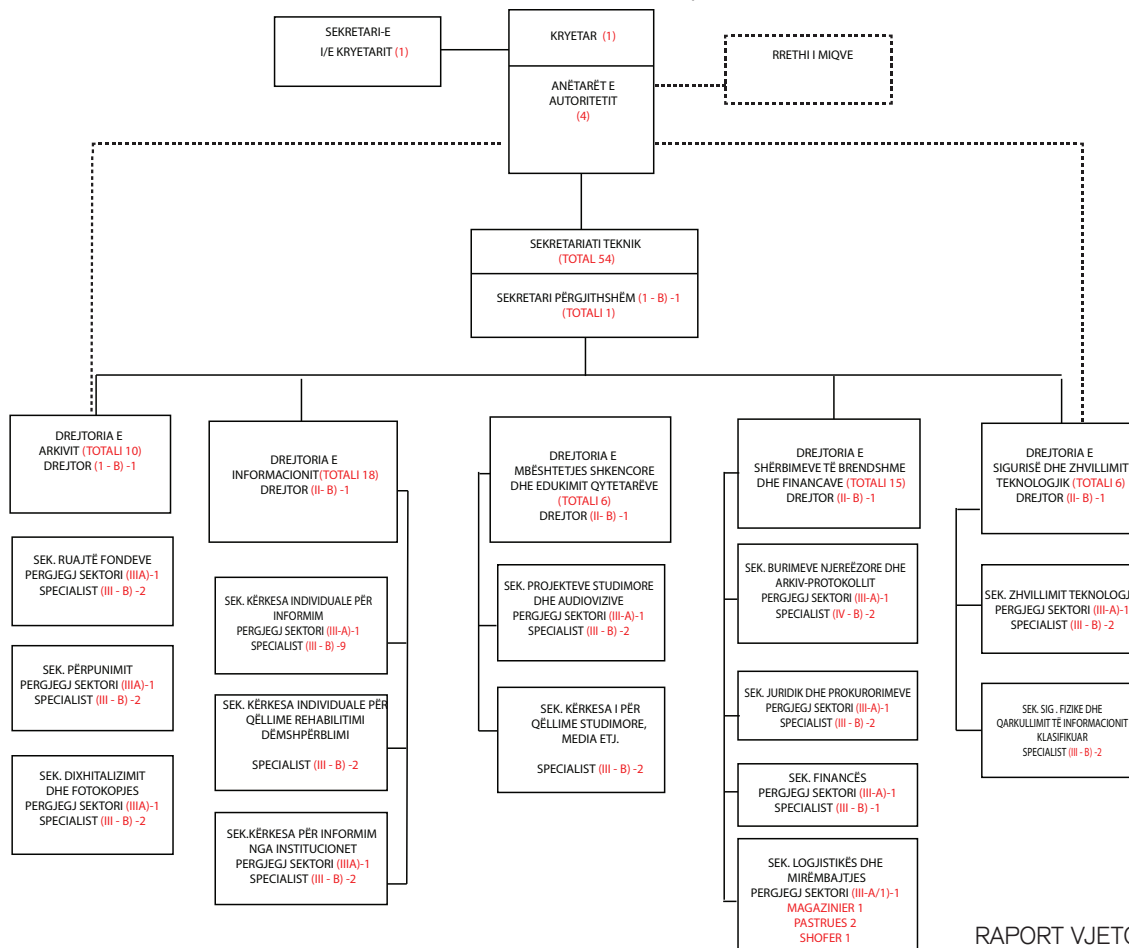 SEKRETARI-E
I/E KRYETARIT (1)
KRYETAR (1)
ANËTARËT E
AUTORITETIT
(4)
RRETHI I MIQVE
SEKRETARIATI TEKNIK
(TOTAL 54)
SEKRETARI PËRGJITHSHËM (1 - B) -1
(TOTALI 1)
DREJTORIA E
ARKIVIT (TOTALI 10)
DREJTOR (1 - B) -1
SEK. RUAJTË FONDEVE
PERGJEGJ SEKTORI (IIIA)-1
SPECIALIST (III - B) -2
SEK. PËRPUNIMIT
PERGJEGJ SEKTORI (IIIA)-1
SPECIALIST (III - B) -2
SEK. DIXHITALIZIMIT
DHE FOTOKOPJES
PERGJEGJ SEKTORI (IIIA)-1
SPECIALIST (III - B) -2
DREJTORIA E
INFORMACIONIT(TOTALI 18)
DREJTOR (II- B) -1
SEK. KËRKESA INDIVIDUALE PËR
INFORMIM
PERGJEGJ SEKTORI (III-A)-1
SPECIALIST (III - B) -9
SEK. KËRKESA INDIVIDUALE PËR
QËLLIME REHABILITIMI
DËMSHPËRBLIMI
SPECIALIST (III - B) -2
SEK.KËRKESA PËR INFORMIM
NGA INSTITUCIONET
PERGJEGJ SEKTORI (IIIA)-1
SPECIALIST (III - B) -2
DREJTORIA E
MBËSHTETJES SHKENCORE
DHE EDUKIMIT QYTETARËVE
(TOTALI 6)
DREJTOR (II- B) -1
SEK. PROJEKTEVE STUDIMORE
DHE AUDIOVIZIVE
PERGJEGJ SEKTORI (III-A)-1
SPECIALIST (III - B) -2
SEK. KËRKESA I PËR
QËLLIME STUDIMORE,
MEDIA ETJ.
SPECIALIST (III - B) -2
DREJTORIA E
SHËRBIMEVE TË BRENDSHME
DHE FINANCAVE (TOTALI 15)
DREJTOR (II- B) -1
SEK. BURIMEVE NJEREËZORE DHE
ARKIV-PROTOKOLLIT
PERGJEGJ SEKTORI (III-A)-1
SPECIALIST (IV - B) -2
SEK. JURIDIK DHE PROKURORIMEVE
PERGJEGJ SEKTORI (III-A)-1
SPECIALIST (III - B) -2
SEK. FINANCËS
PERGJEGJ SEKTORI (III-A)-1
SPECIALIST (III - B) -1
SEK. LOGJISTIKËS DHE
MIRËMBAJTJES
PERGJEGJ SEKTORI (III-A/1)-1
MAGAZINIER 1
PASTRUES 2
SHOFER 1
DREJTORIA E
SIGURISË DHE ZHVILLIMIT
TEKNOLOGJIK (TOTALI 6)
DREJTOR (II- B) -1
SEK. ZHVILLIMIT
PERGJEGJ SEKTORI (III-A)-1
SPECIALIST (III - B) -2
SEK. SIG . FIZIKE DHE
QARKULLIMIT TË INFORMACIONIT
KLASIFIKUAR
SPECIALIST (III - B) -2
RAPORT